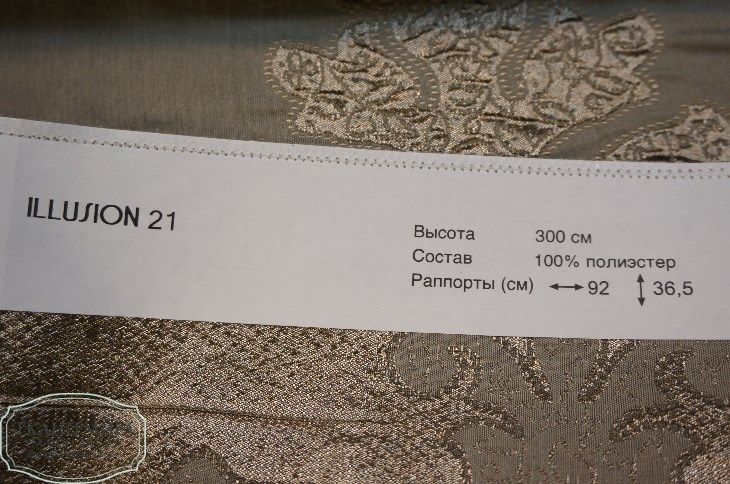 ILLUSION 21
Высота 300 см
Состав 100% полиэстер
Раппорты (см) ↔ 92 ↕ 36,5